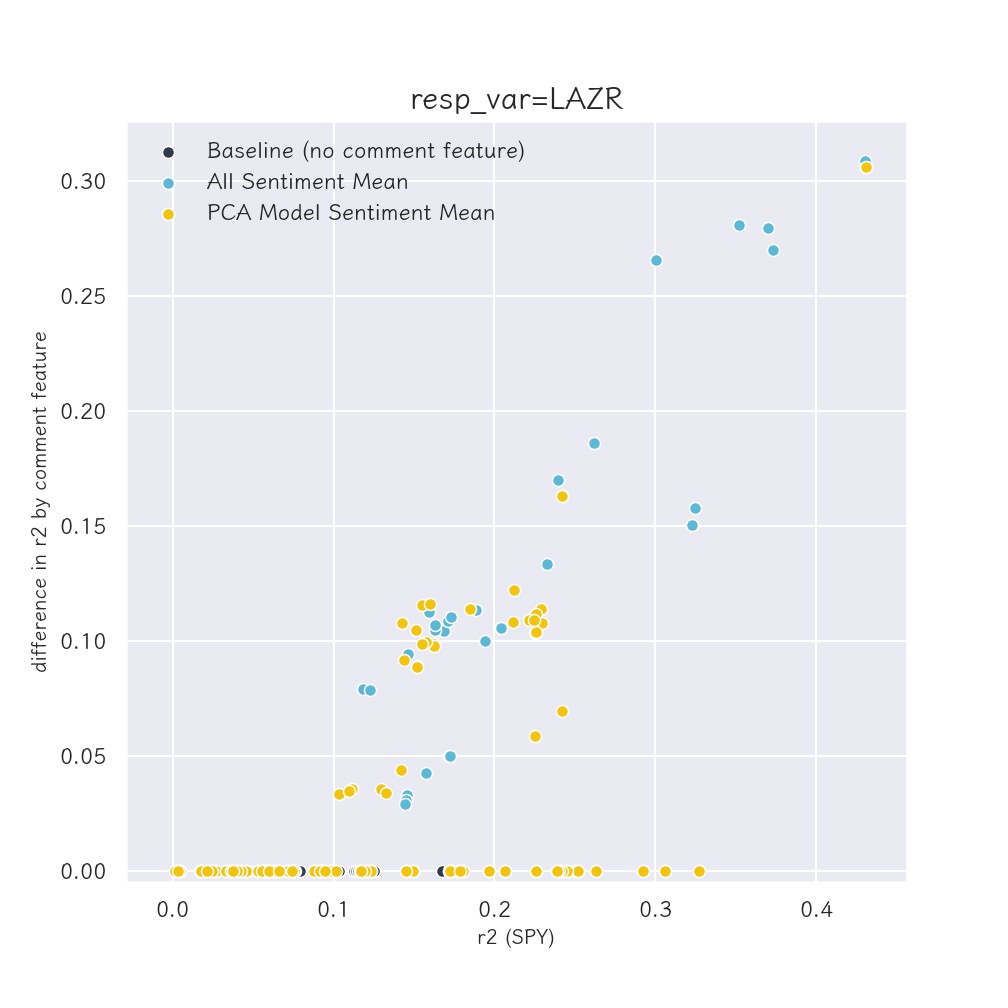 resp_var=LAZR
Baseline (no comment feature)
All Sentiment Mean
PCA Model Sentiment Mean
difference in r2 by comment feature
0.30
0.25
0.20
0.15
0.10
0.05
0.00
0.0 0.1 0.2 0.3 0.4
r2 (SPY)